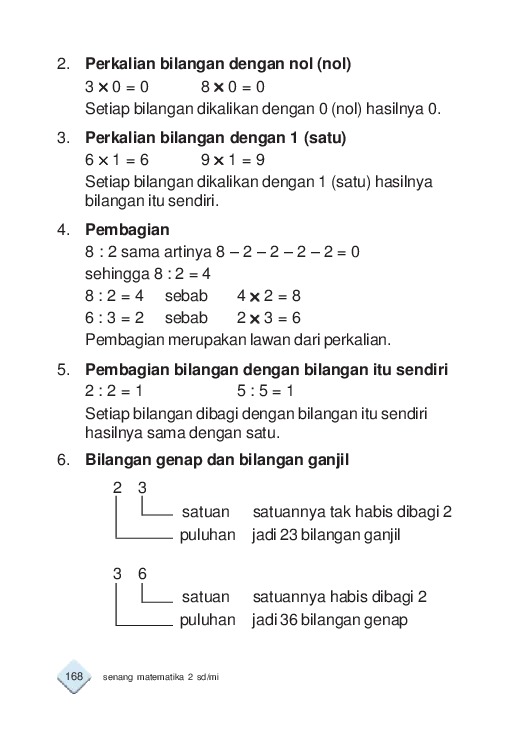 2. Perkalian bilangan dengan nol (nol)
3 × 0 = 0 8 × 0 = 0
Setiap bilangan dikalikan dengan 0 (nol) hasilnya 0.
3. Perkalian bilangan dengan 1 (satu)
6 × 1 = 6 9 × 1 = 9
Setiap bilangan dikalikan dengan 1 (satu) hasilnya
bilangan itu sendiri.
4. Pembagian
8 : 2 sama artinya 8 – 2 – 2 – 2 – 2 = 0
sehingga 8 : 2 = 4
8 : 2 = 4 sebab 4 × 2 = 8
6 : 3 = 2 sebab 2 × 3 = 6
Pembagian merupakan lawan dari perkalian.
5. Pembagian bilangan dengan bilangan itu sendiri
2 : 2 = 1 5 : 5 = 1
Setiap bilangan dibagi dengan bilangan itu sendiri
hasilnya sama dengan satu.
6. Bilangan genap dan bilangan ganjil
2 3
satuan satuannya tak habis dibagi 2
puluhan jadi 23 bilangan ganjil
3 6
satuan satuannya habis dibagi 2
puluhan jadi 36 bilangan genap
168 senang matematika 2 sd/mi